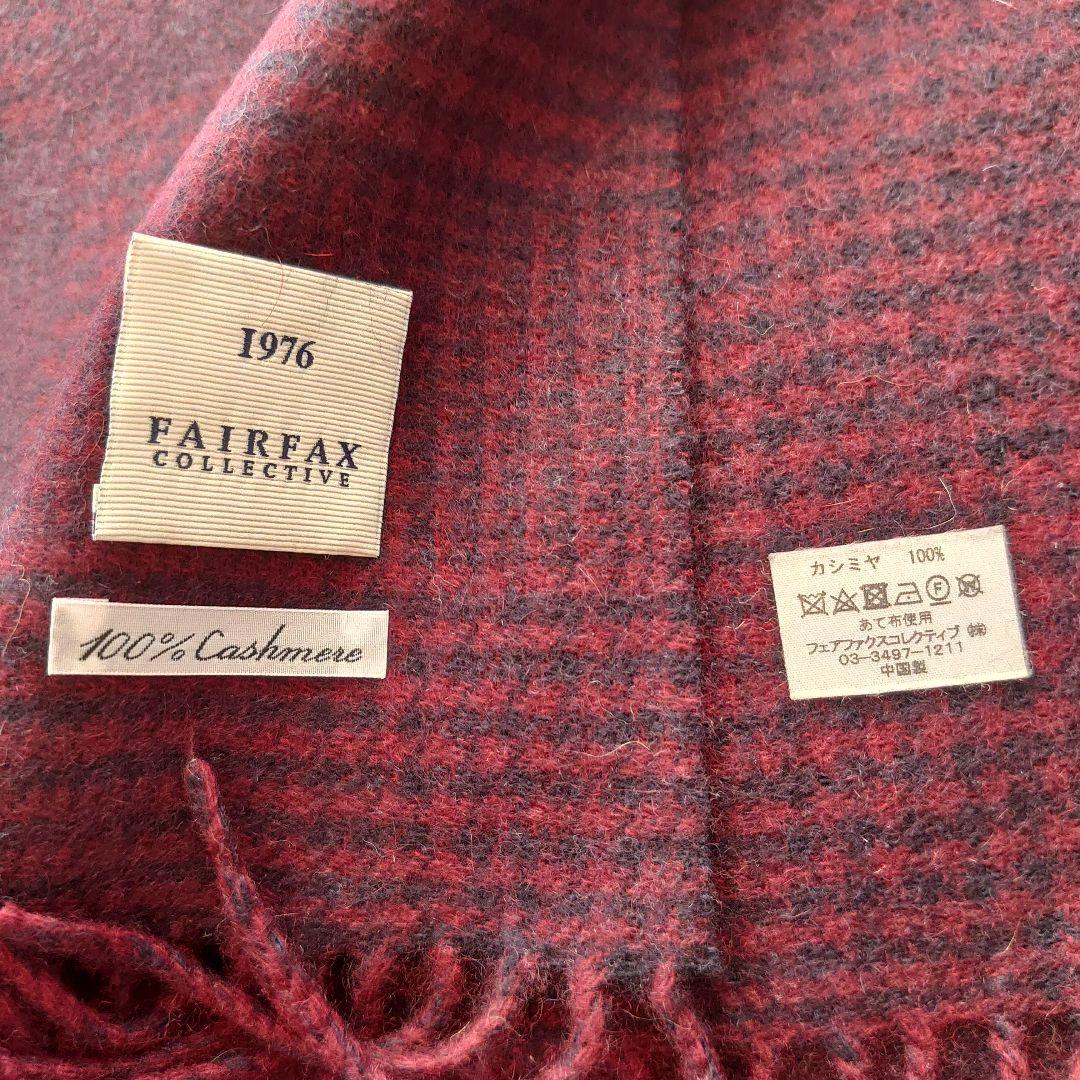 1976
FAIRFAX
COLLECTIVE
100% Cashmere
カシミヤ 100%
F
あて布使用
フェアファックスコレクティブ ㈱
03-3497-1211
中国製